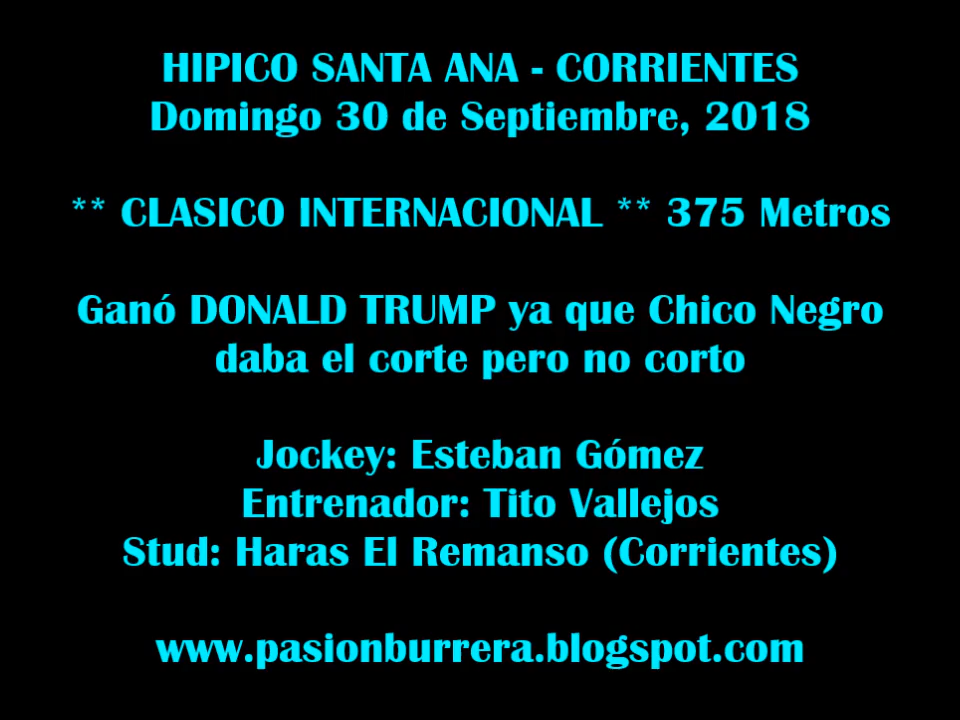 HIPICO SANTA ANA - CORRIENTES
Domingo 30 de Septiembre, 2018
** CLASICO INTERNACIONAL ** 375 Metros
Ganó DONALD TRUMP ya que Chico Negro
daba el corte pero no corto
Jockey: Esteban Gómez
Entrenador: Tito Vallejos
Stud: Haras El Remanso (Corrientes)
www.pasionburrera.blogspot.com